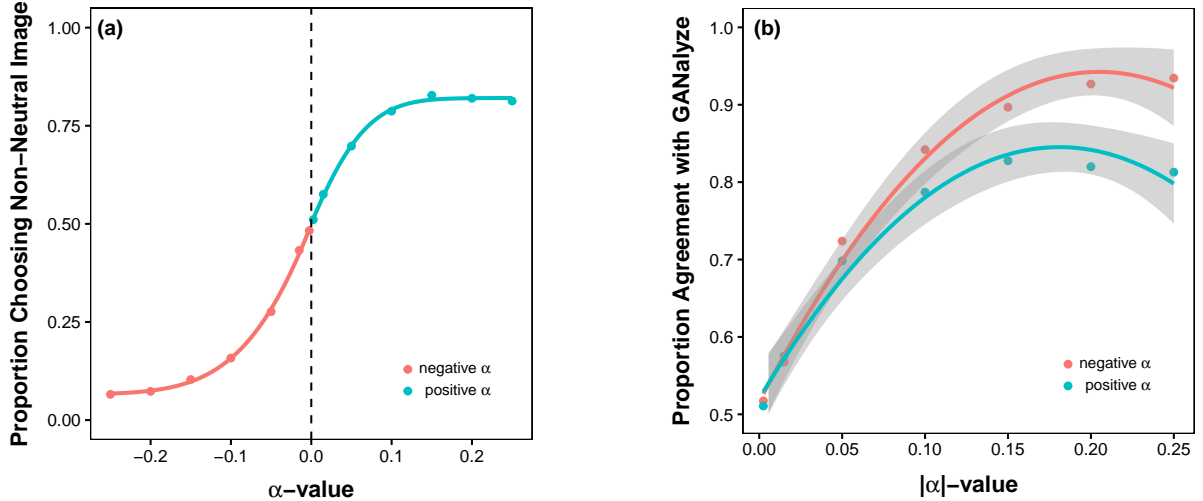 (a)
Proportion Choosing Non−Neutral Image
1.00
0.75
0.50
0.25
0.00
negative α
positive α
−0.2
−0.1
0.0
0.1
0.2
α−value
(b)
Proportion Agreement with GANalyze
1.0
0.9
0.8
0.7
0.6
0.5
negative α
positive α
0.00
0.05
0.10
0.15
0.20
0.25
|α|−value